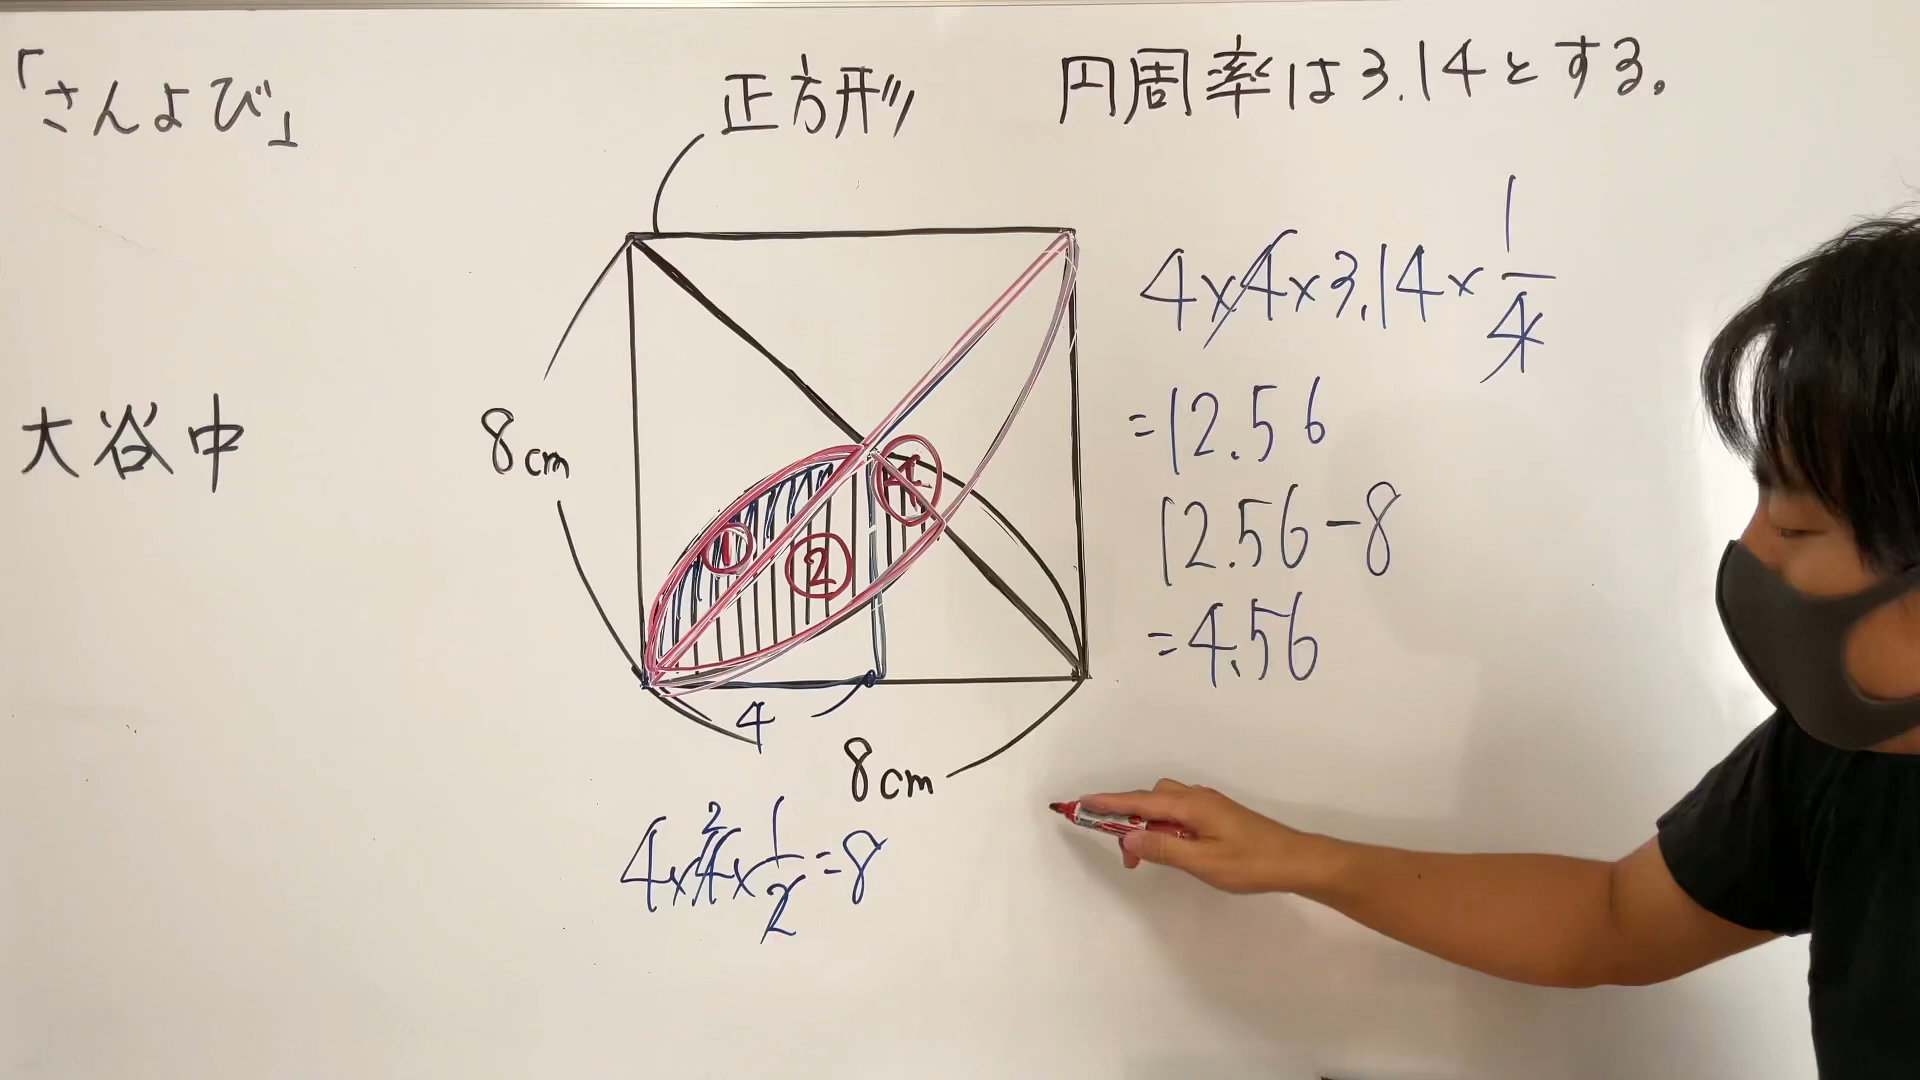 「さんよび」
正方形
円周率は3.14とする。
大谷中
8cm
① ②
4
8cm
4×4×1/2=8
2
4×4×3.14×1/4
=12.56
12.56-8
=4.56